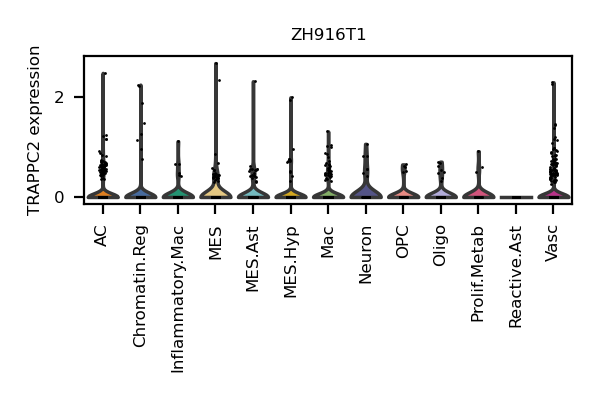 ZH916T1
TRAPPC2 expression
2
0
AC
Chromatin.Reg
Inflammatory.Mac
MES
MES.Ast
MES.Hyp
Mac
Neuron
OPC
Oligo
Prolif.Metab
Reactive.Ast
Vasc